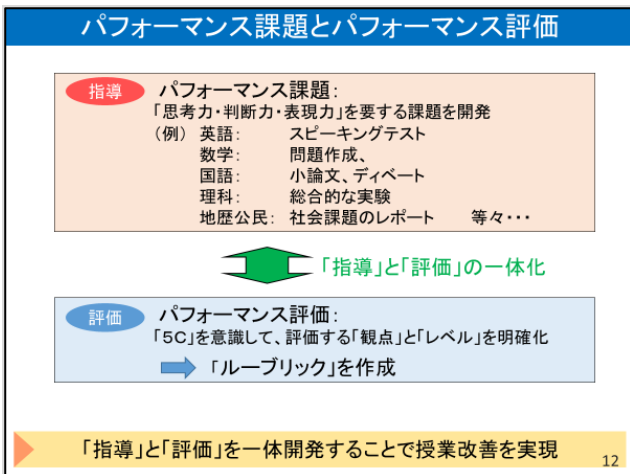 パフォーマンス課題とパフォーマンス評価
指導 パフォーマンス課題:
「思考力・判断力・表現力」を要する課題を開発
(例) 英語: スピーキングテスト
数学: 問題作成、
国語: 小論文、ディベート
理科: 総合的な実験
地歴公民: 社会課題のレポート 等々・・・
「指導」と「評価」の一体化
評価 パフォーマンス評価:
「5C」を意識して、評価する「観点」と「レベル」を明確化
「ルーブリック」を作成
「指導」と「評価」を一体開発することで授業改善を実現
12